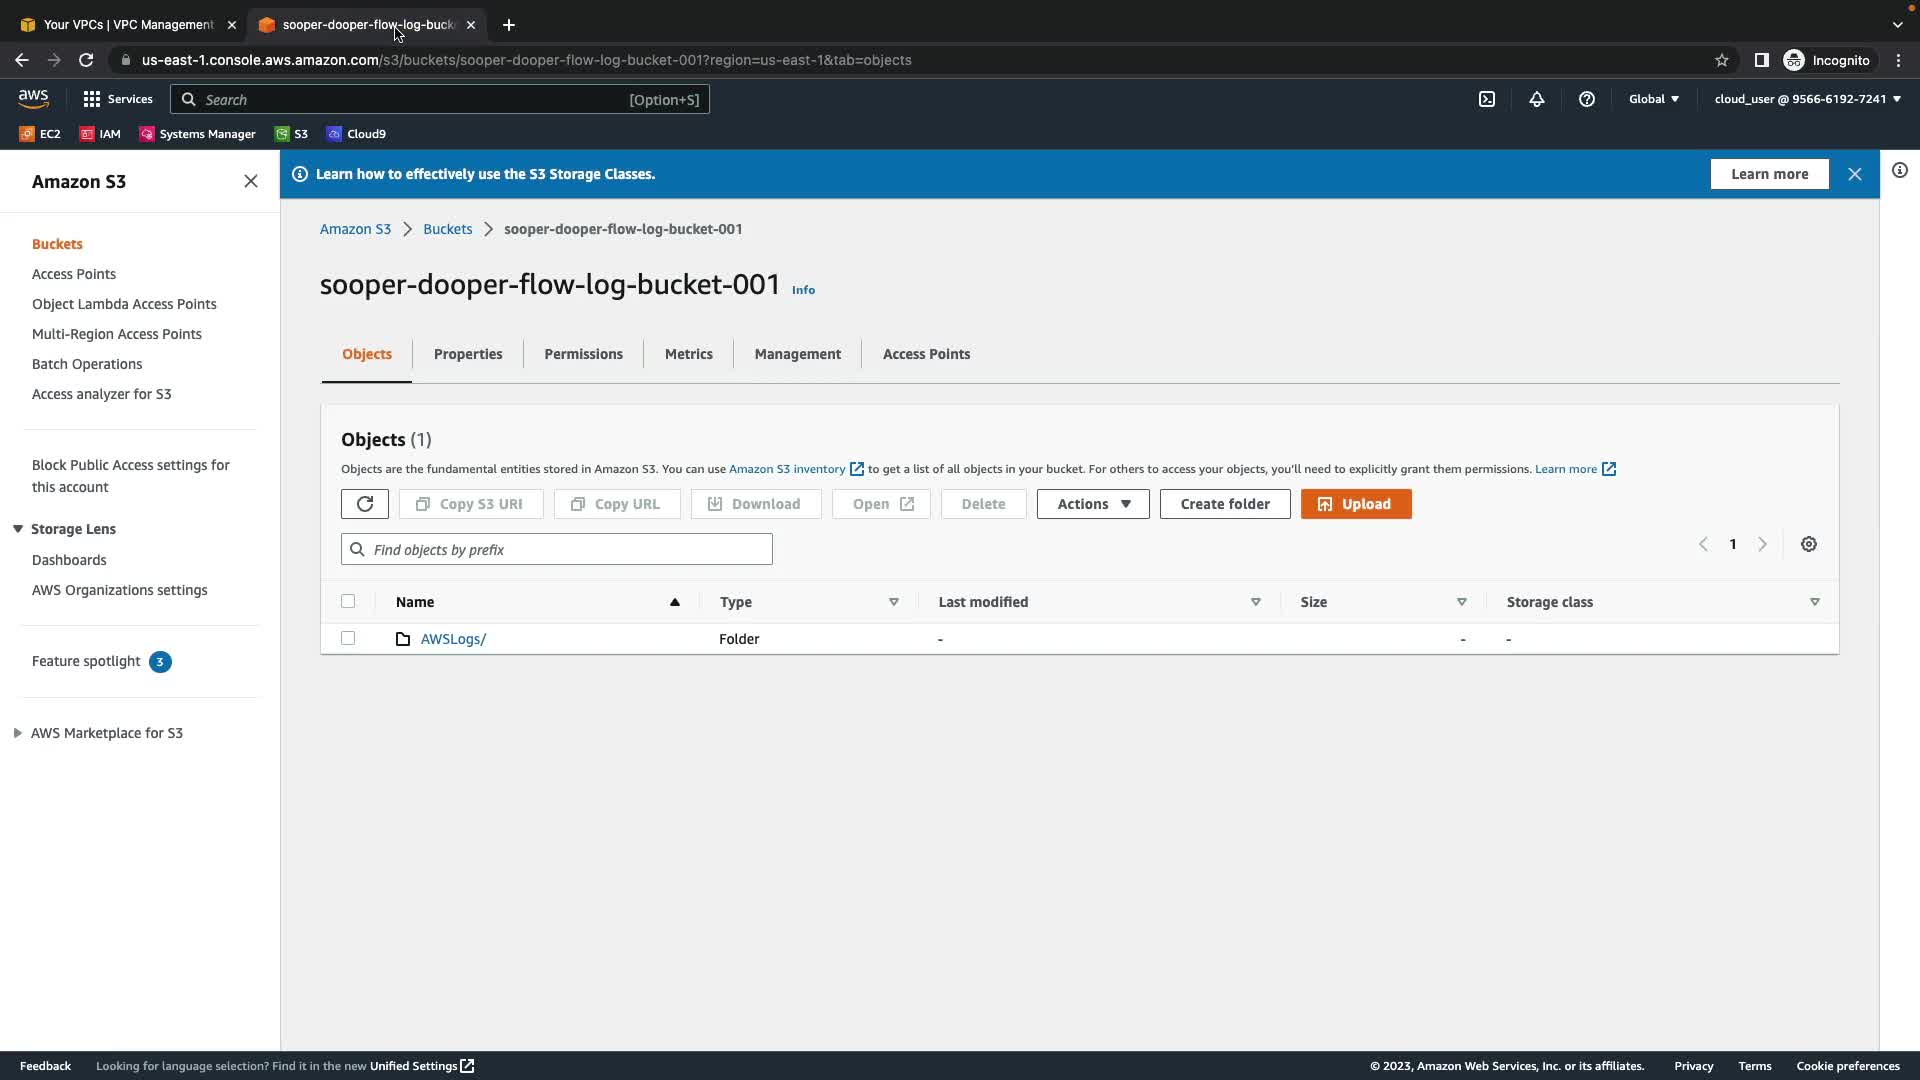 Your VPCs | VPC Management
sooper-dooper-flow-log-buck
us-east-1.console.aws.amazon.com/s3/buckets/sooper-dooper-flow-log-bucket-001?region=us-east-1&tab=objects
Incognito
aws
Services
Search
[Option+S]
Global
cloud_user @ 9566-6192-7241
EC2
IAM
Systems Manager
S3
Cloud9
Amazon S3
Buckets
Access Points
Object Lambda Access Points
Multi-Region Access Points
Batch Operations
Access analyzer for S3
Block Public Access settings for
this account
Storage Lens
Dashboards
AWS Organizations settings
Feature spotlight 3
AWS Marketplace for S3
Learn how to effectively use the S3 Storage Classes.
Learn more
Amazon S3 > Buckets > sooper-dooper-flow-log-bucket-001
sooper-dooper-flow-log-bucket-001 Info
Objects
Properties
Permissions
Metrics
Management
Access Points
Objects (1)
Objects are the fundamental entities stored in Amazon S3. You can use Amazon S3 inventory to get a list of all objects in your bucket. For others to access your objects, you'll need to explicitly grant them permissions. Learn more
Copy S3 URI
Copy URL
Download
Open
Delete
Actions
Create folder
Upload
Find objects by prefix
1
Name Type Last modified Size Storage class
AWSLogs/ Folder - - -
Feedback
Looking for language selection? Find it in the new Unified Settings
© 2023, Amazon Web Services, Inc. or its affiliates.
Privacy
Terms
Cookie preferences